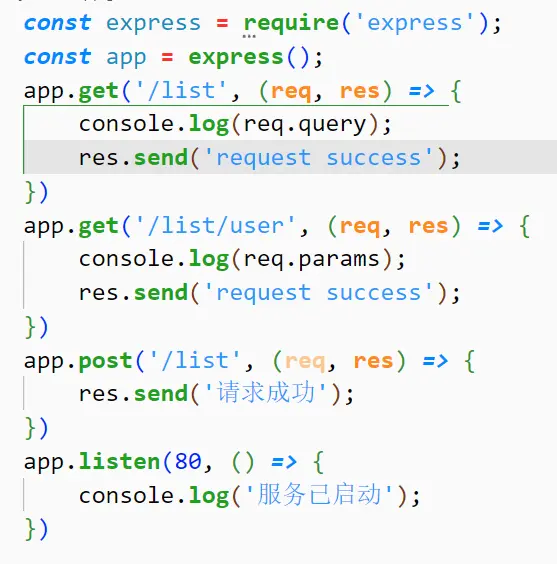 const express = require('express');
const app = express();
app.get('/list', (req, res) => {
    console.log(req.query);
    res.send('request success');
})
app.get('/list/user', (req, res) => {
    console.log(req.params);
    res.send('request success');
})
app.post('/list', (req, res) => {
    res.send('请求成功');
})
app.listen(80, () => {
    console.log('服务已启动');
})